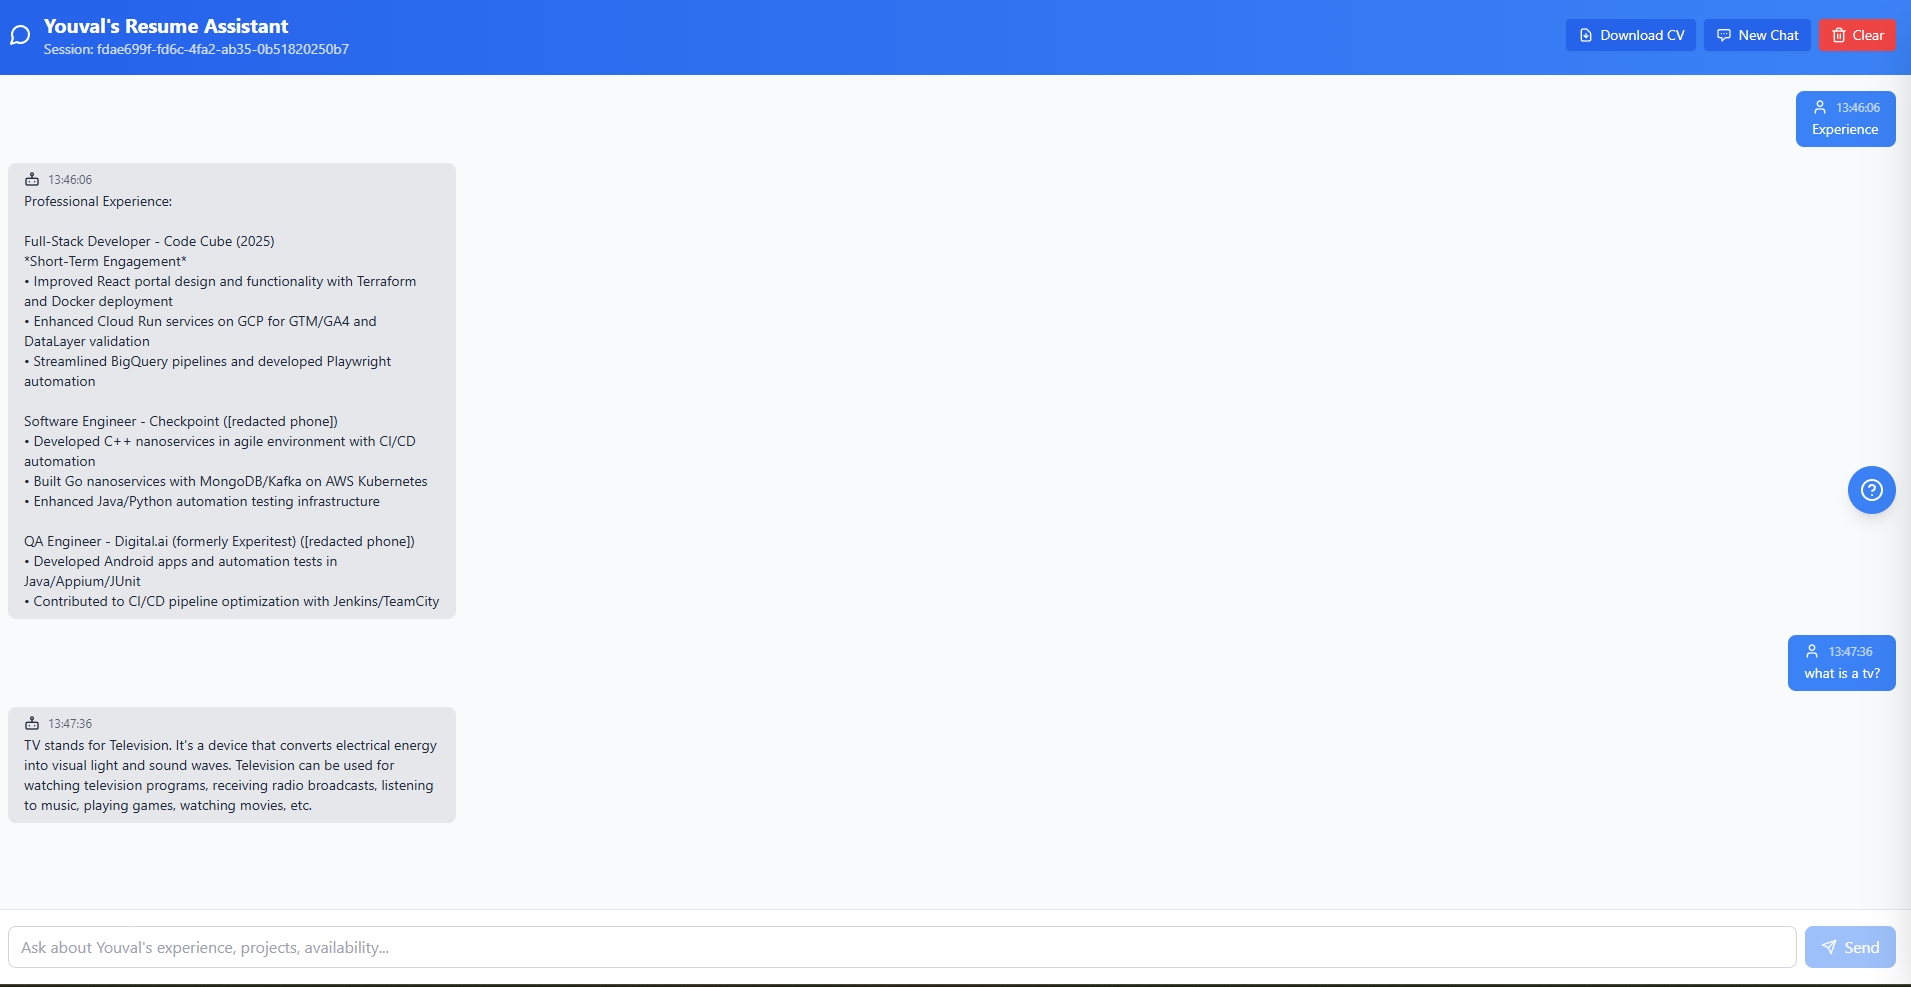 Youval's Resume Assistant
Session: fdae699f-fd6c-4fa2-ab35-0b51820250b7
Download CV
New Chat
Clear
13:46:06
Experience
13:46:06
Professional Experience:
Full-Stack Developer - Code Cube (2025)
*Short-Term Engagement*
• Improved React portal design and functionality with Terraform
and Docker deployment
• Enhanced Cloud Run services on GCP for GTM/GA4 and
DataLayer validation
• Streamlined BigQuery pipelines and developed Playwright
automation
Software Engineer - Checkpoint ([redacted phone])
• Developed C++ nanoservices in agile environment with CI/CD
automation
• Built Go nanoservices with MongoDB/Kafka on AWS Kubernetes
• Enhanced Java/Python automation testing infrastructure
QA Engineer - Digital.ai (formerly Experitest) ([redacted phone])
• Developed Android apps and automation tests in
Java/Appium/JUnit
• Contributed to CI/CD pipeline optimization with Jenkins/TeamCity
13:47:36
what is a tv?
13:47:36
TV stands for Television. It's a device that converts electrical energy
into visual light and sound waves. Television can be used for
watching television programs, receiving radio broadcasts, listening
to music, playing games, watching movies, etc.
Ask about Youval's experience, projects, availability...
Send